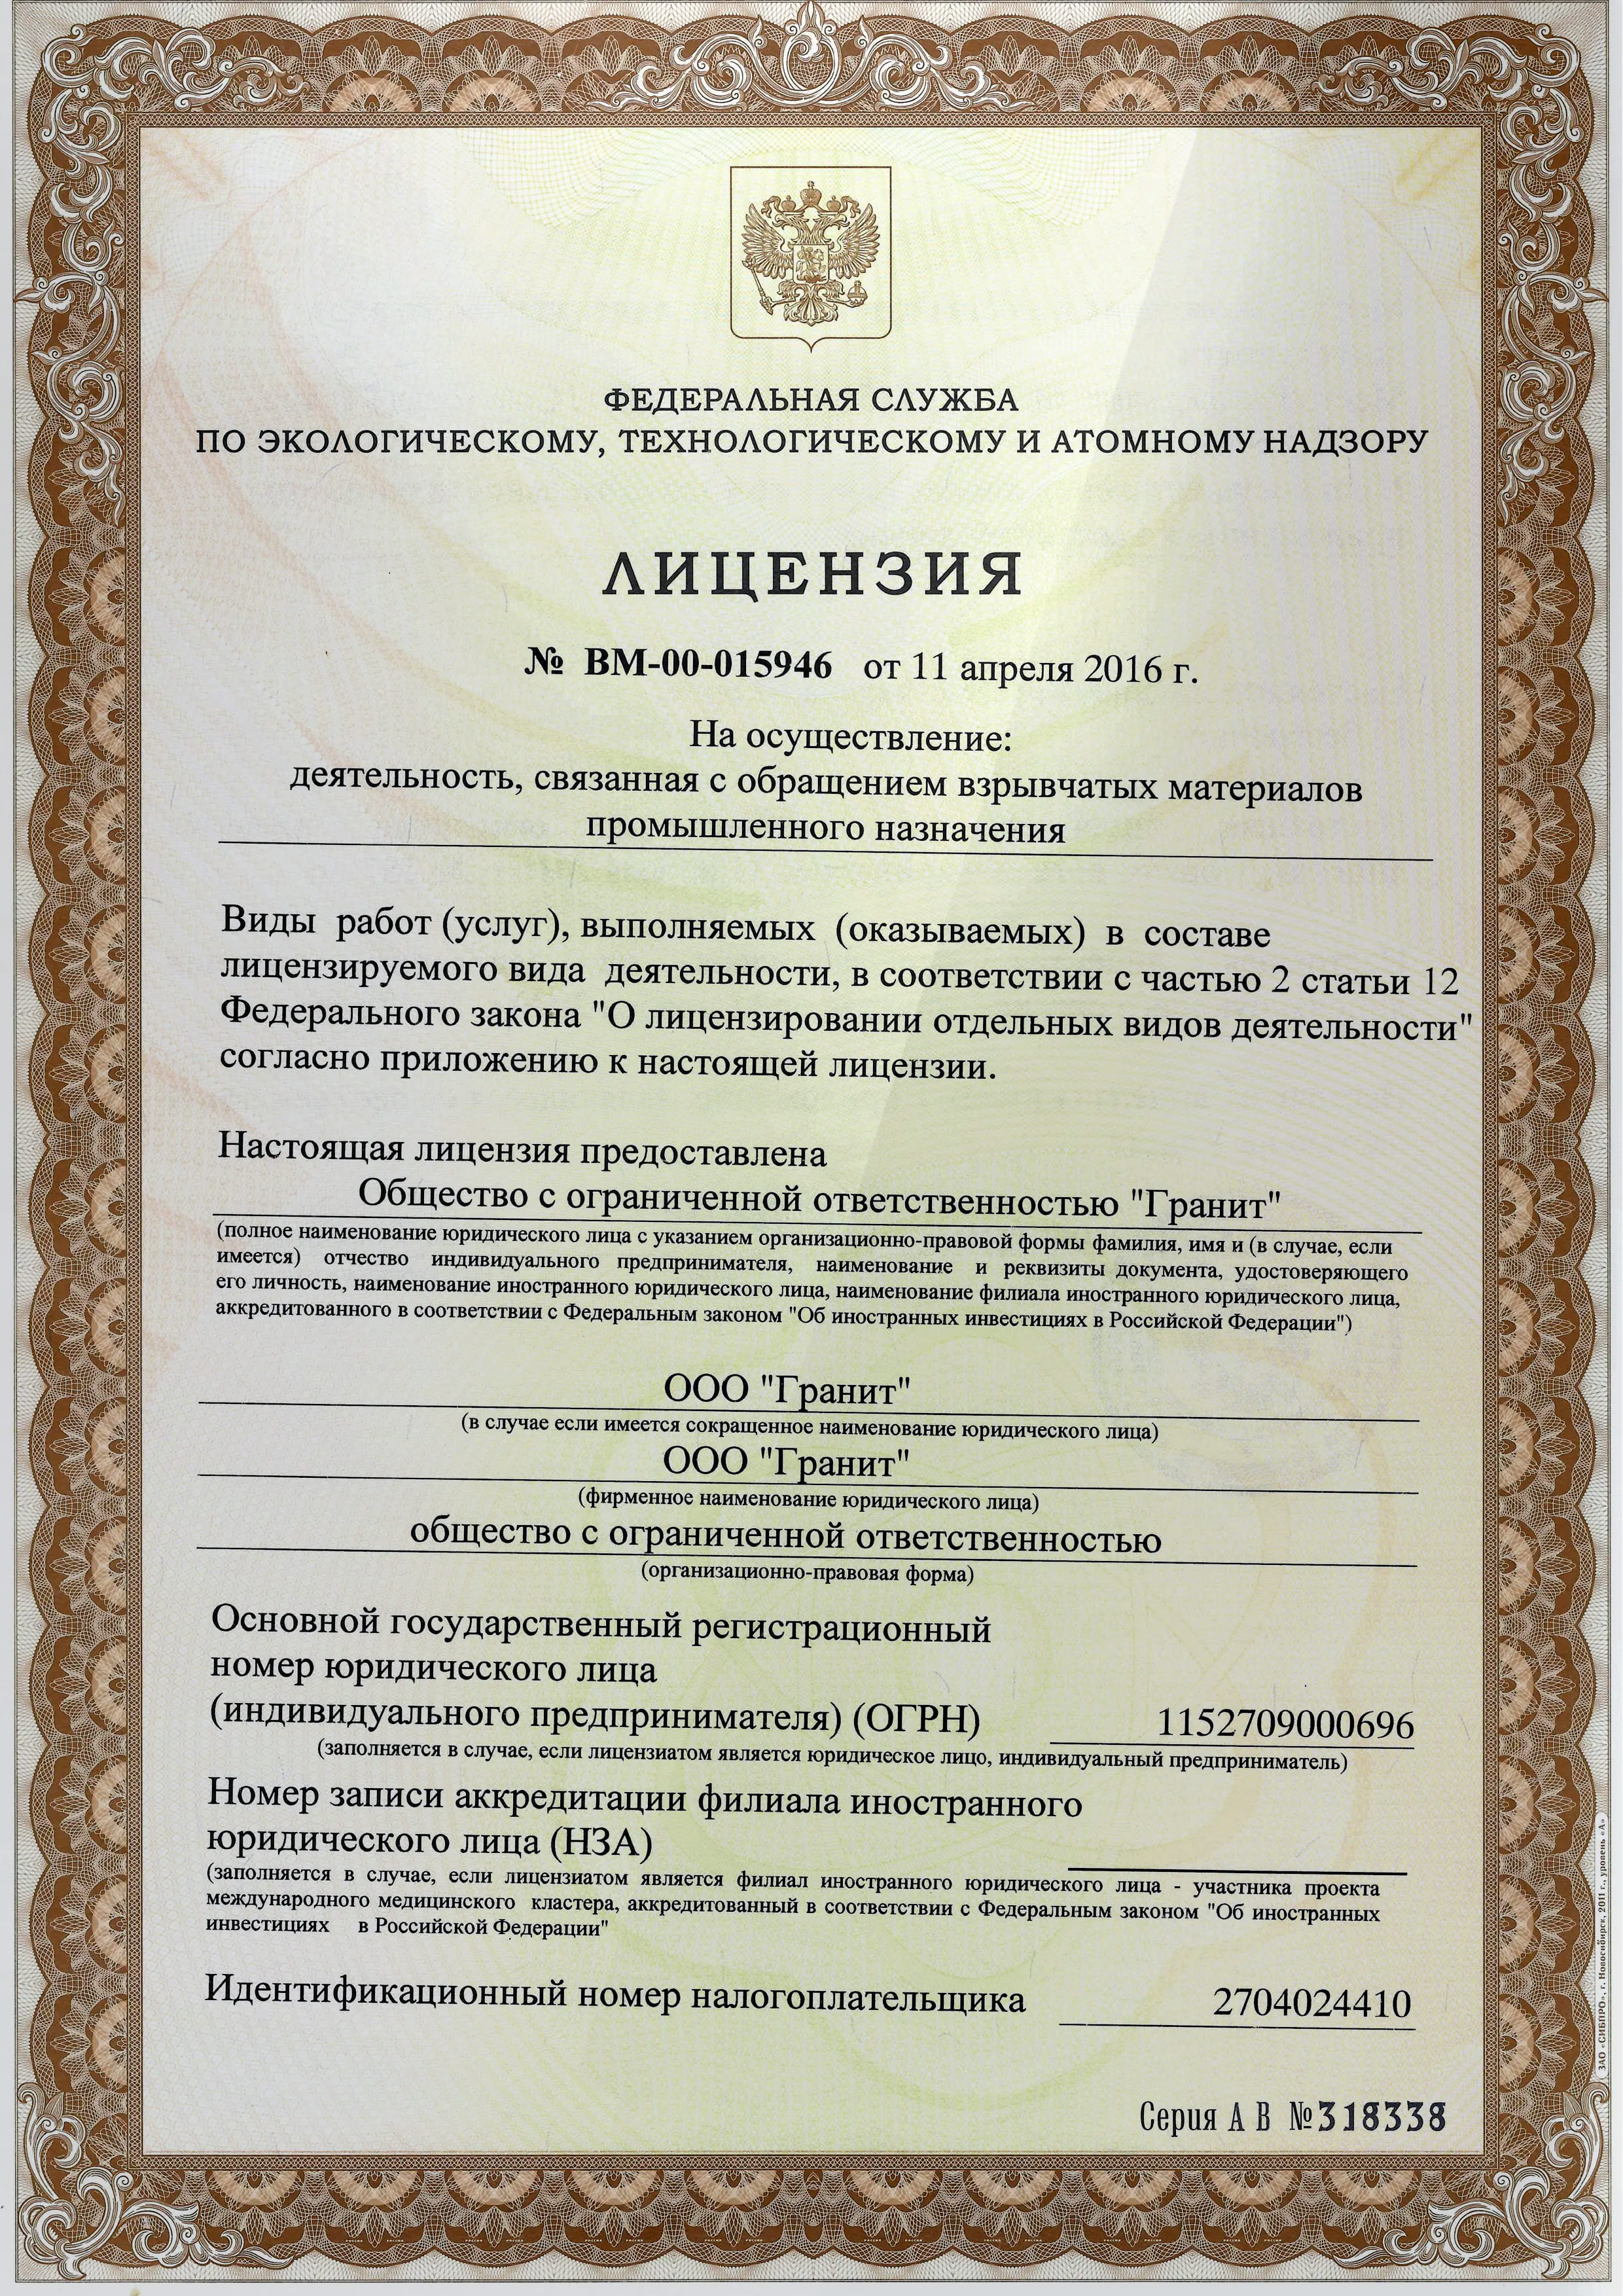 ФЕДЕРАЛЬНАЯ СЛУЖБА
ПО ЭКОЛОГИЧЕСКОМУ, ТЕХНОЛОГИЧЕСКОМУ И АТОМНОМУ НАДЗОРУ
ЛИЦЕНЗИЯ
№ ВМ-00-015946 от 11 апреля 2016 г.
На осуществление:
деятельность, связанная с обращением взрывчатых материалов
промышленного назначения
Виды работ (услуг), выполняемых (оказываемых) в составе
лицензируемого вида деятельности, в соответствии с частью 2 статьи 12
Федерального закона "О лицензировании отдельных видов деятельности"
согласно приложению к настоящей лицензии.
Настоящая лицензия предоставлена
Общество с ограниченной ответственностью "Гранит"
(полное наименование юридического лица с указанием организационно-правовой формы фамилия, имя и (в случае, если
имеется) отчество индивидуального предпринимателя, наименование и реквизиты документа, удостоверяющего
его личность, наименование иностранного юридического лица, наименование филиала иностранного юридического лица,
аккредитованного в соответствии с Федеральным законом "Об иностранных инвестициях в Российской Федерации")
ООО "Гранит"
(в случае если имеется сокращенное наименование юридического лица)
ООО "Гранит"
(фирменное наименование юридического лица)
общество с ограниченной ответственностью
(организационно-правовая форма)
Основной государственный регистрационный
номер юридического лица
(индивидуального предпринимателя) (ОГРН) 1152709000696
(заполняется в случае, если лицензиатом является юридическое лицо, индивидуальный предприниматель)
Номер записи аккредитации филиала иностранного
юридического лица (НЗА)
(заполняется в случае, если лицензиатом является филиал иностранного юридического лица - участника проекта
международного медицинского кластера, аккредитованный в соответствии с Федеральным законом "Об иностранных
инвестициях в Российской Федерации"
Идентификационный номер налогоплательщика 2704024410
Серия А В №318338
ЗАО «СИБПРО», г. Новосибирск, 2011 г., уровень «А»